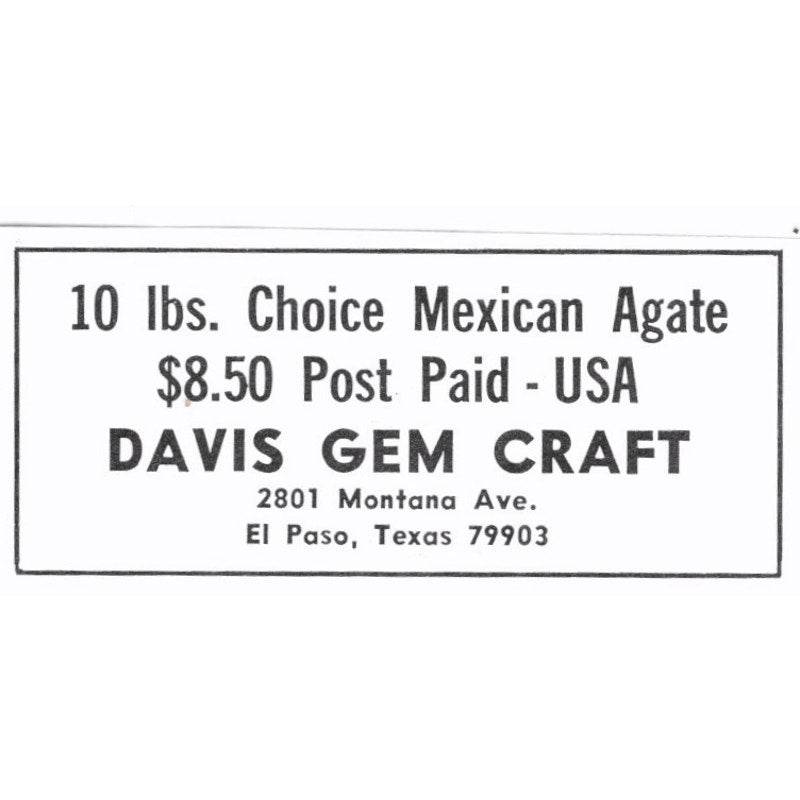 10 lbs. Choice Mexican Agate
$8.50 Post Paid - USA
DAVIS GEM CRAFT
2801 Montana Ave.
El Paso, Texas 79903